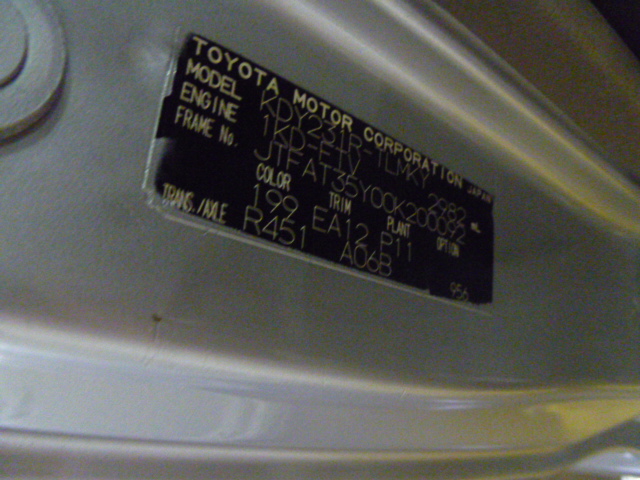 TOYOTA MOTOR CORPORATION JAPAN
MODEL KDY231R-TLMKY
ENGINE 1KD-FTV 2982 ML
FRAME No. JTFAT35Y00K200092
COLOR TRIM PLANT OPTION
199 EA12 P11
TRANS./AXLE R451 A06B 956